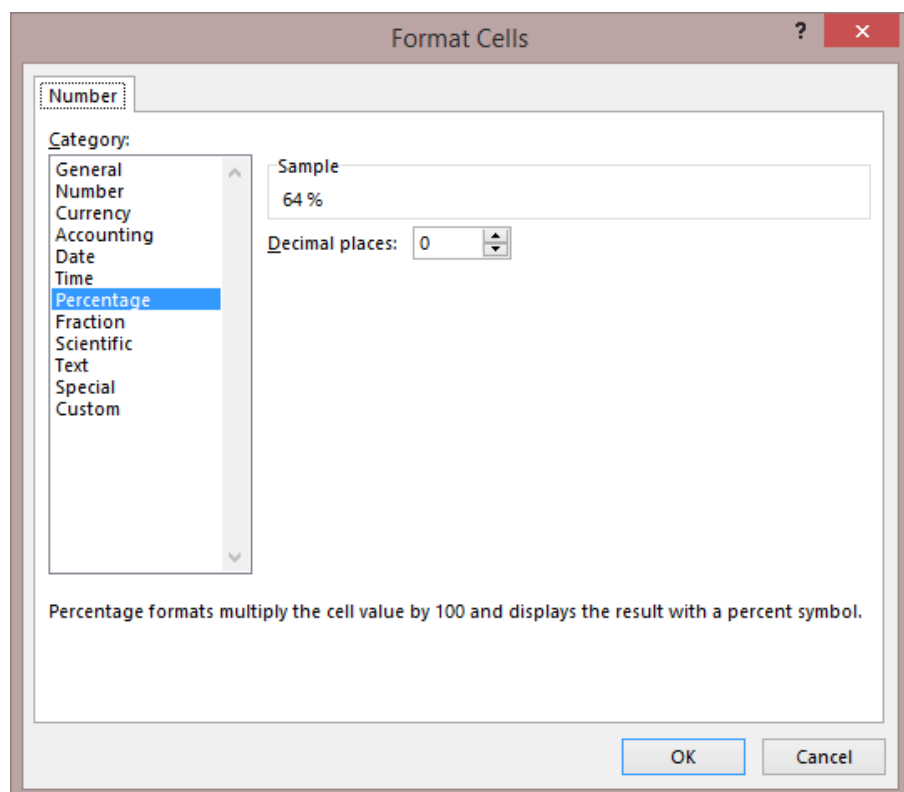 Format Cells
?
Number
Category:
General
Number
Currency
Accounting
Date
Time
Percentage
Fraction
Scientific
Text
Special
Custom
Sample
64 %
Decimal places: 0
Percentage formats multiply the cell value by 100 and displays the result with a percent symbol.
OK Cancel